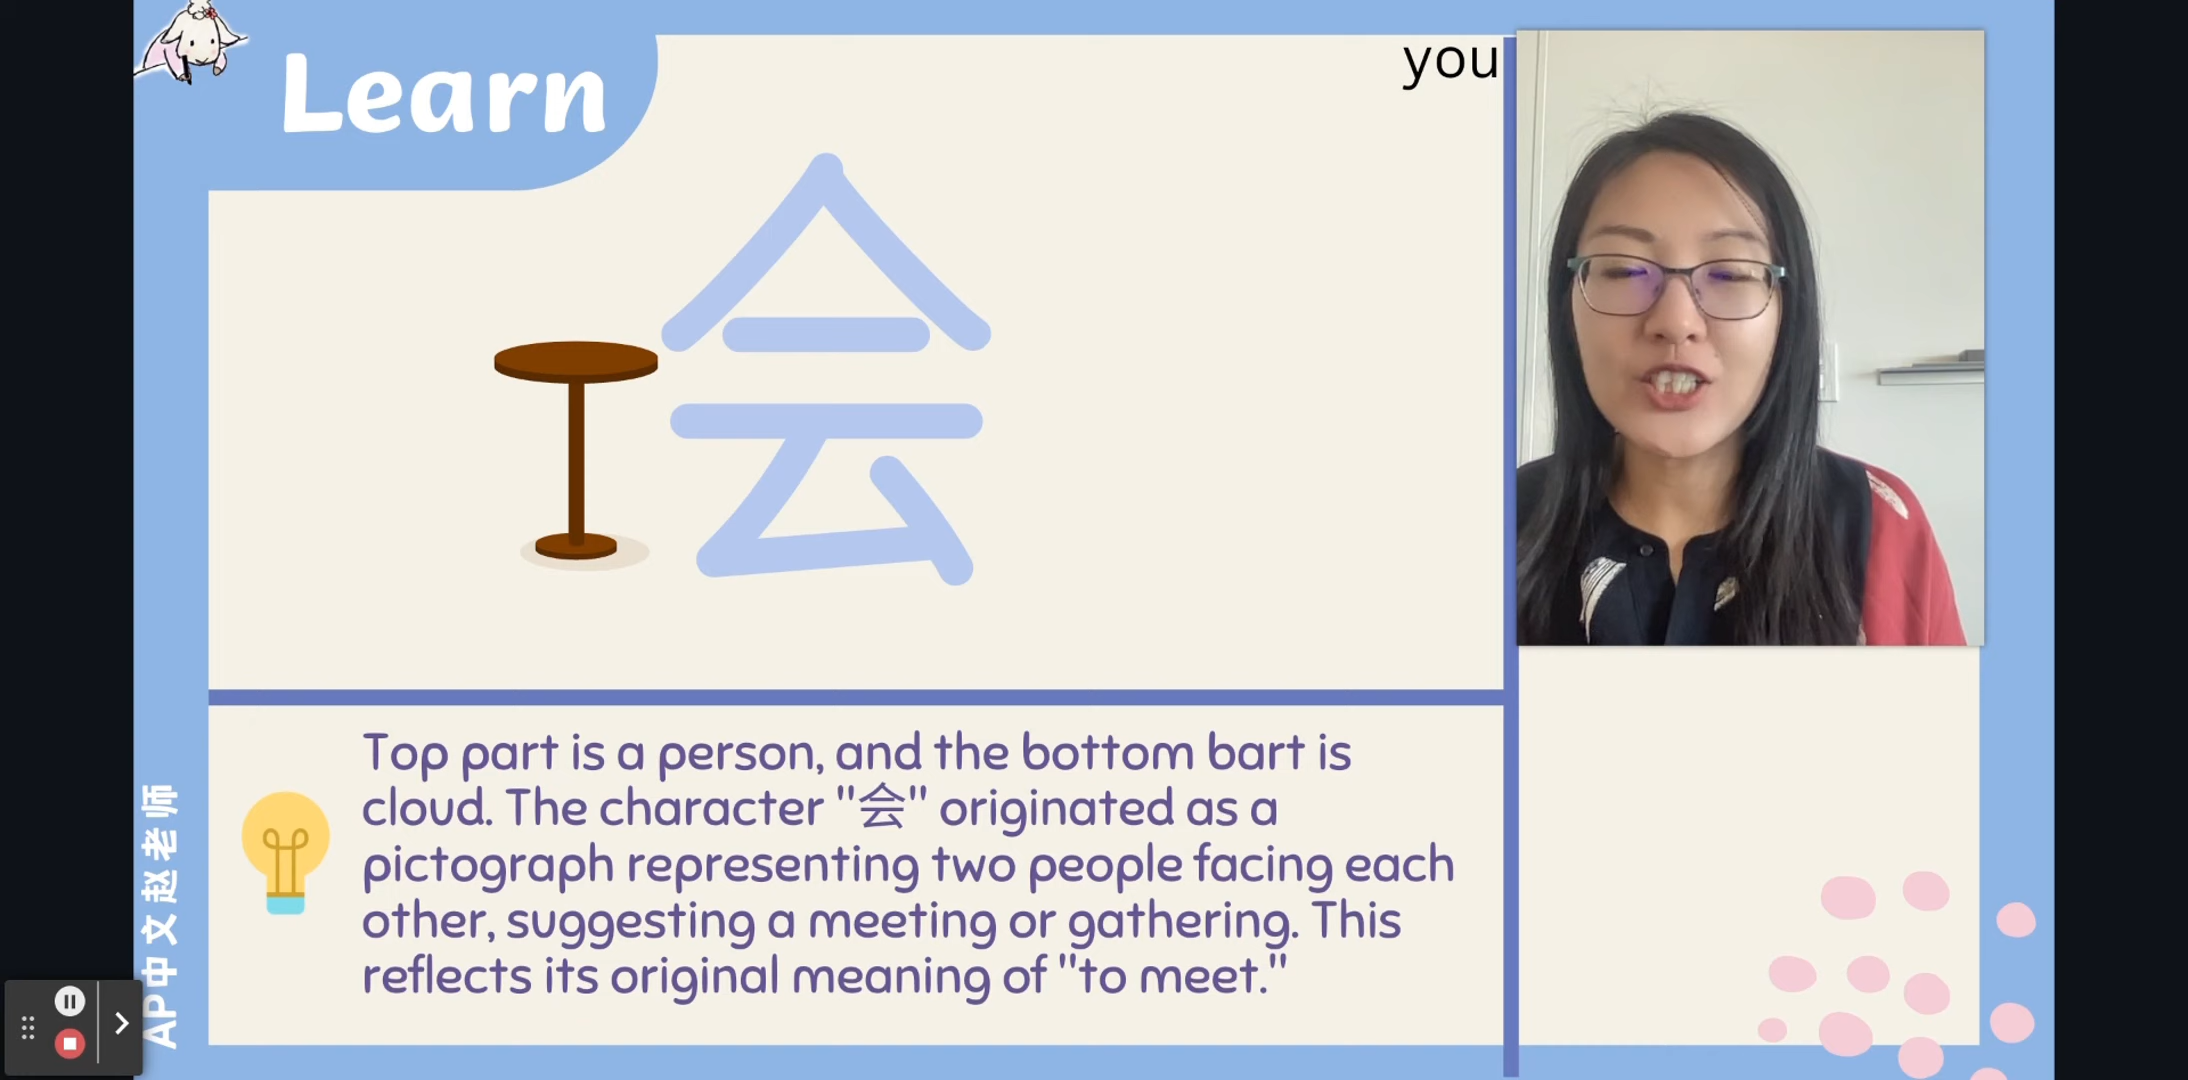 Learn
you
会
Top part is a person, and the bottom bart is
cloud. The character "会" originated as a
pictograph representing two people facing each
other, suggesting a meeting or gathering. This
reflects its original meaning of "to meet."
AP中文赵老师